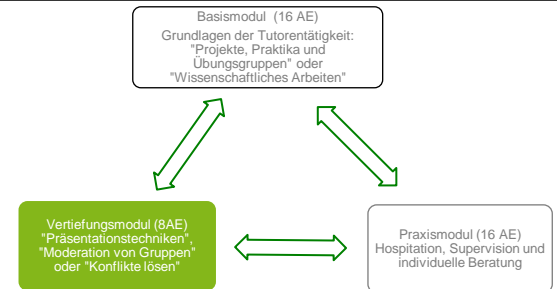 Basismodul (16 AE)
Grundlagen der Tutorentätigkeit:
"Projekte, Praktika und
Übungsgruppen" oder
"Wissenschaftliches Arbeiten"
Vertiefungsmodul (8AE)
"Präsentationstechniken",
"Moderation von Gruppen"
oder "Konflikte lösen"
Praxismodul (16 AE)
Hospitation, Supervision und
individuelle Beratung